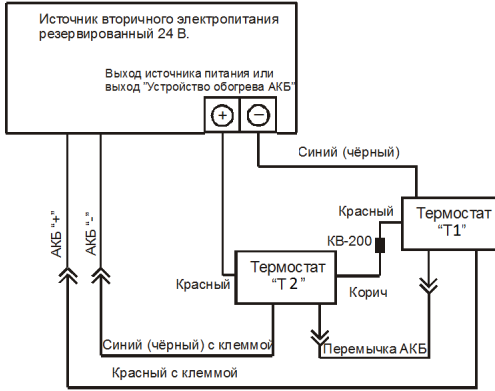 Источник вторичного электропитания
резервированный 24 В.
Выход источника питания или
выход "Устройство обогрева АКБ"
+
−
Синий (чёрный)
АКБ "+"
АКБ "-"
Красный
Термостат
"Т1"
КВ-200
Термостат
"Т 2"
Красный
Корич
Синий (чёрный) с клеммой
Перемычка АКБ
Красный с клеммой